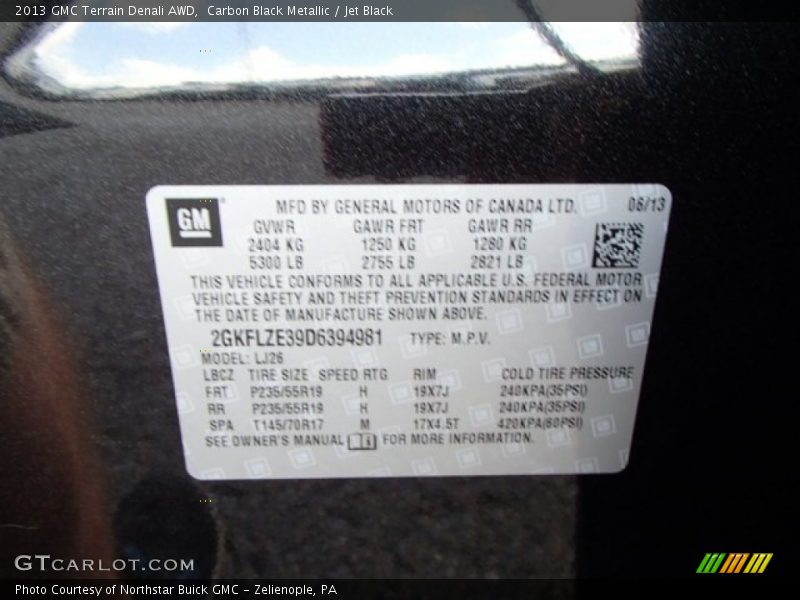 2013 GMC Terrain Denali AWD, Carbon Black Metallic / Jet Black
GM
MFD BY GENERAL MOTORS OF CANADA LTD. 06/13
GVWR GAWR FRT GAWR RR
2404 KG 1250 KG 1280 KG
5300 LB 2755 LB 2821 LB
THIS VEHICLE CONFORMS TO ALL APPLICABLE U.S. FEDERAL MOTOR
VEHICLE SAFETY AND THEFT PREVENTION STANDARDS IN EFFECT ON
THE DATE OF MANUFACTURE SHOWN ABOVE.
2GKFLZE39D6394981 TYPE: M.P.V.
MODEL: LJ26
LBCZ TIRE SIZE SPEED RTG RIM COLD TIRE PRESSURE
FRT P235/55R19 H 19X7J 240KPA(35PSI)
RR P235/55R19 H 19X7J 240KPA(35PSI)
SPA T145/70R17 M 17X4.5T 420KPA(60PSI)
SEE OWNER'S MANUAL FOR MORE INFORMATION.
GTCARLOT.COM
Photo Courtesy of Northstar Buick GMC - Zelienople, PA